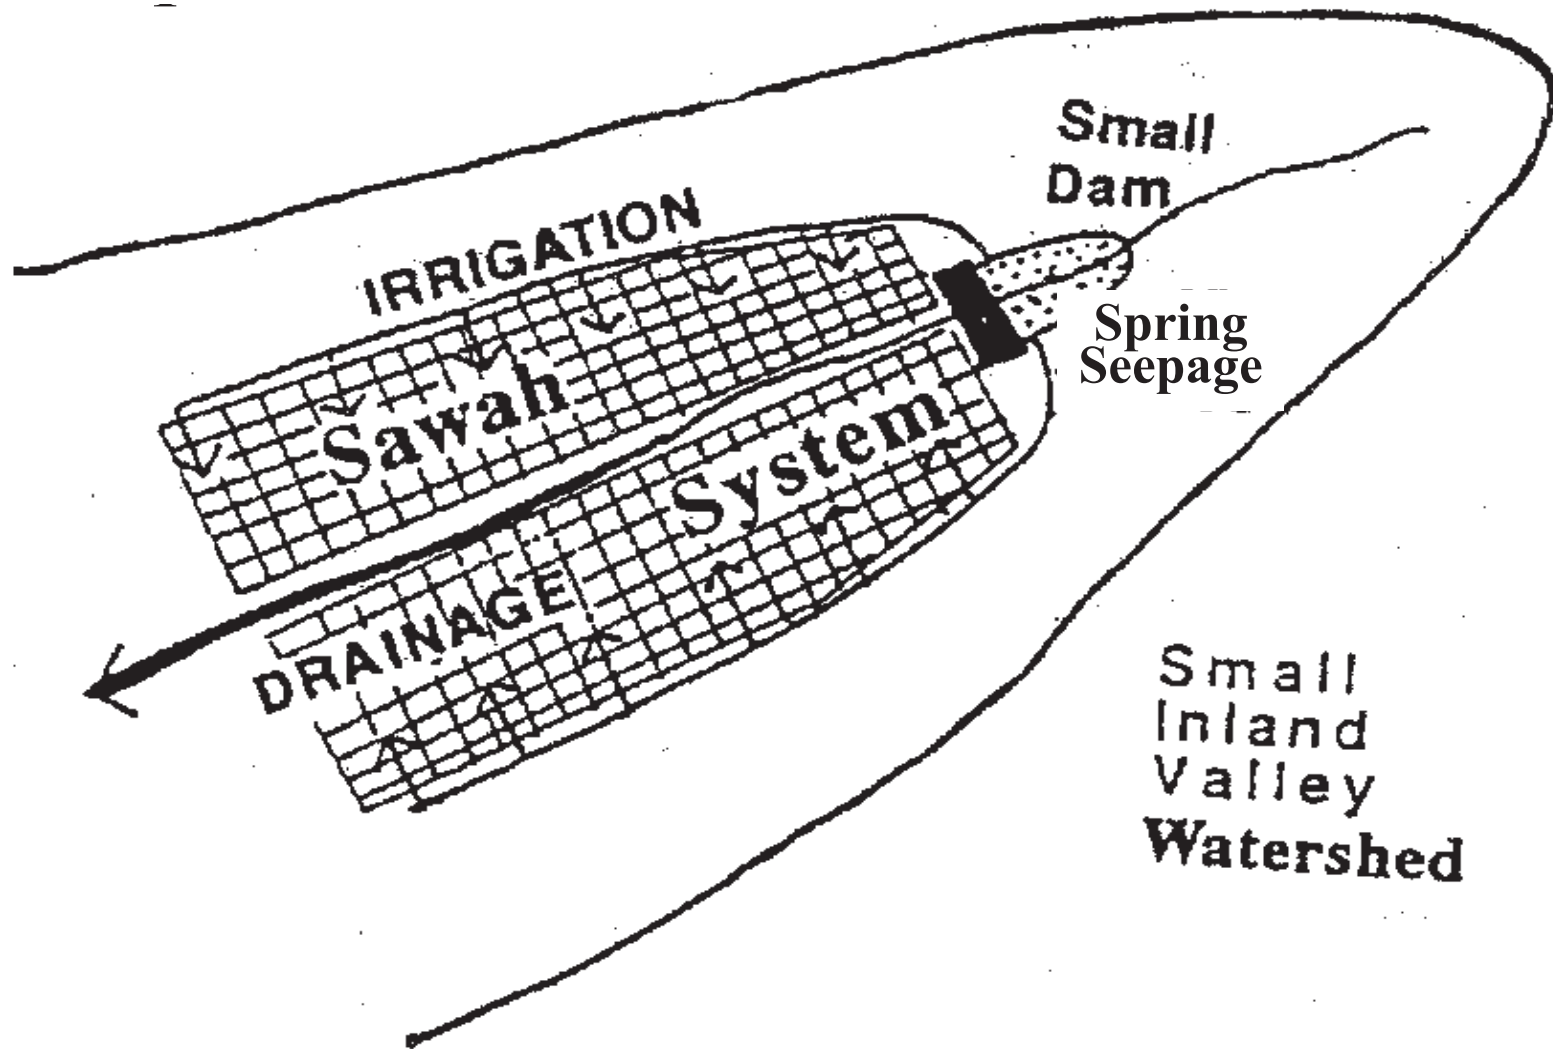 Small
Dam
IRRIGATION
Spring
Seepage
Sawah
System
DRAINAGE
Small
Inland
Valley
Watershed